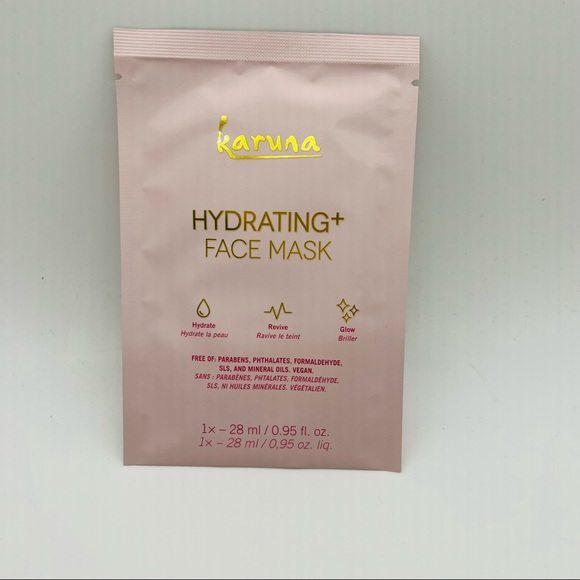 karuna
HYDRATING+
FACE MASK
Hydrate
Hydrate la peau
Revive
Ravive le teint
Glow
Briller
FREE OF: PARABENS, PHTHALATES, FORMALDEHYDE,
SLS, AND MINERAL OILS. VEGAN.
SANS : PARABÈNES, PHTALATES, FORMALDÉHYDE,
SLS, NI HUILES MINÉRALES. VÉGÉTALIEN.
1x – 28 ml / 0.95 fl. oz.
1x – 28 ml / 0,95 oz. liq.